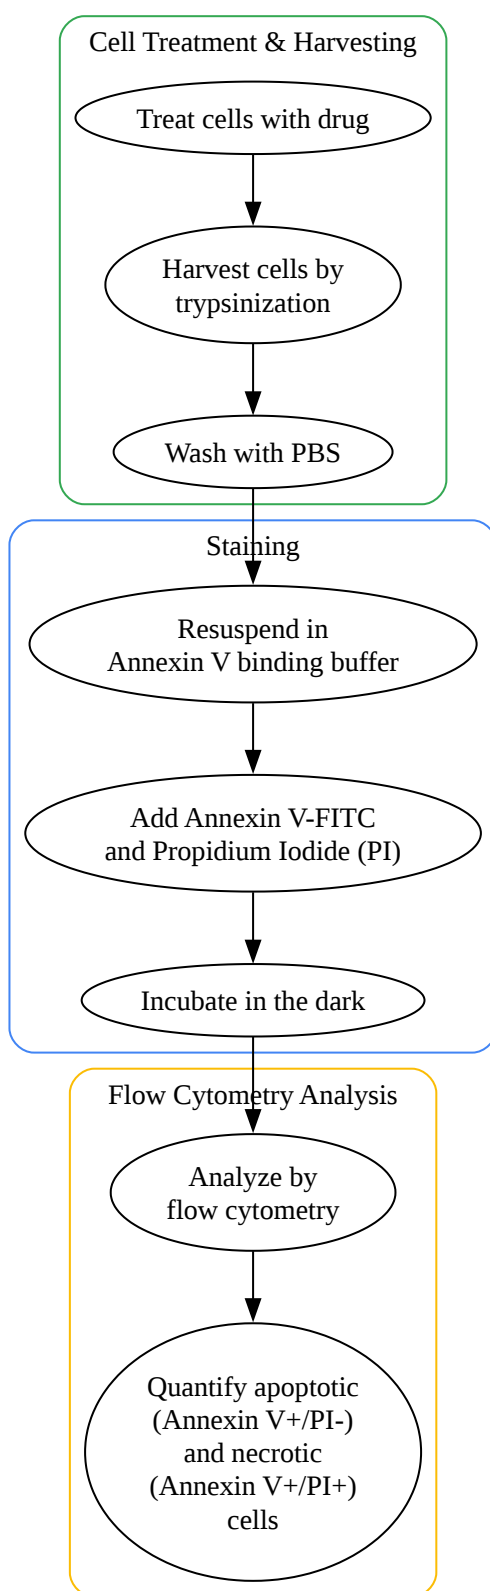 Cell Treatment & Harvesting
Treat cells with drug
Harvest cells by
trypsinization
Wash with PBS
Staining
Resuspend in
Annexin V binding buffer
Add Annexin V-FITC
and Propidium Iodide (PI)
Incubate in the dark
Flow Cytometry Analysis
Analyze by
flow cytometry
Quantify apoptotic
(Annexin V+/PI-)
and necrotic
(Annexin V+/PI+)
cells